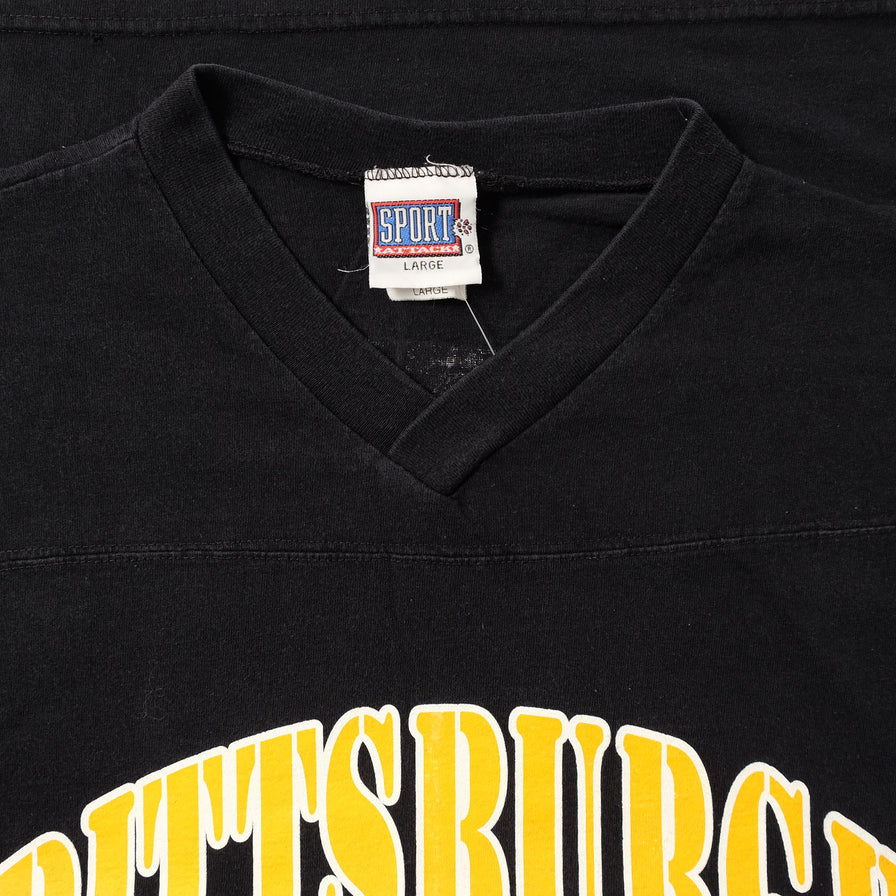 SPORT
★ATTACK★ ®
LARGE
LARGE
PITTSBURGH